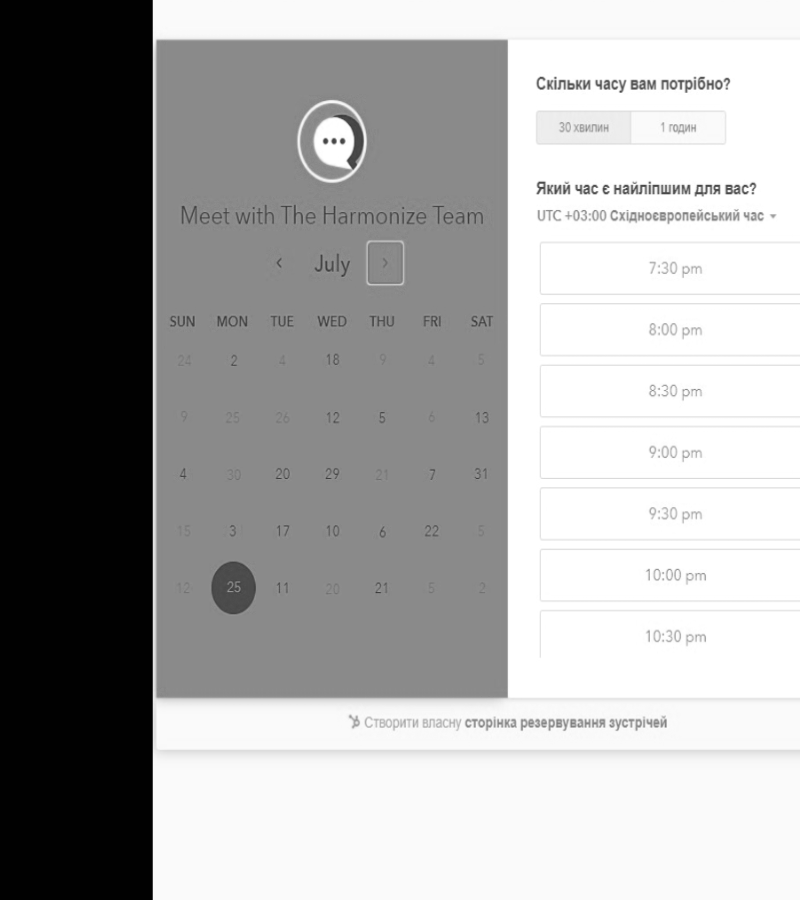 Meet with The Harmonize Team
July
SUN MON TUE WED THU FRI SAT
24 2 4 18 9 4 5
9 25 26 12 5 6 13
4 30 20 29 21 7 31
15 3 17 10 6 22 5
12 25 11 20 21 5 2
Скільки часу вам потрібно?
30 хвилин 1 годин
Який час є найліпшим для вас?
UTC +03:00 Східноєвропейський час
7:30 pm
8:00 pm
8:30 pm
9:00 pm
9:30 pm
10:00 pm
10:30 pm
Створити власну сторінка резервування зустрічей